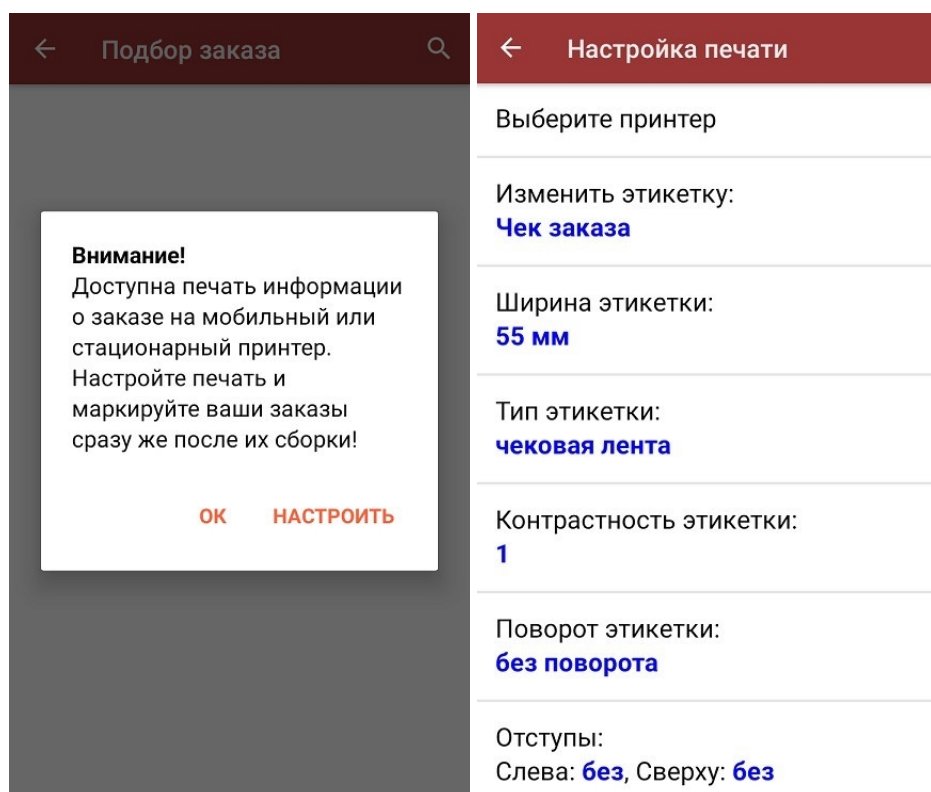 Подбор заказа
Внимание!
Доступна печать информации
о заказе на мобильный или
стационарный принтер.
Настройте печать и
маркируйте ваши заказы
сразу же после их сборки!
ОК НАСТРОИТЬ
Настройка печати
Выберите принтер
Изменить этикетку:
Чек заказа
Ширина этикетки:
55 мм
Тип этикетки:
чековая лента
Контрастность этикетки:
1
Поворот этикетки:
без поворота
Отступы:
Слева: без, Сверху: без